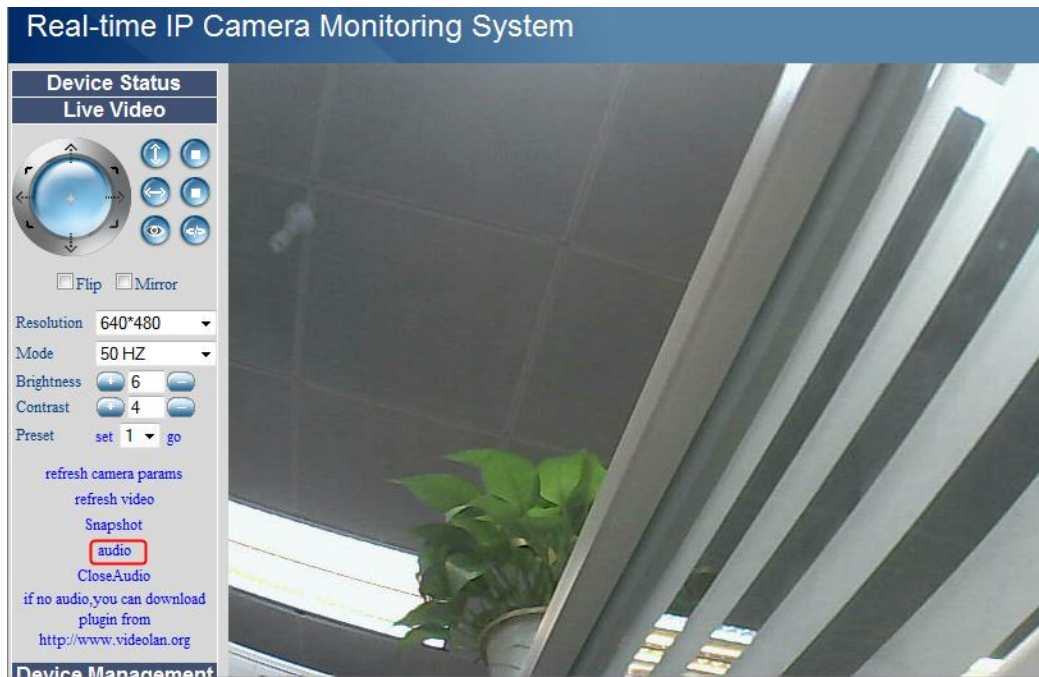 Real-time IP Camera Monitoring System
Device Status
Live Video
Flip Mirror
Resolution 640*480
Mode 50 HZ
Brightness 6
Contrast 4
Preset set 1 go
refresh camera params
refresh video
Snapshot
audio
CloseAudio
if no audio,you can download
plugin from
http://www.videolan.org
Device Management